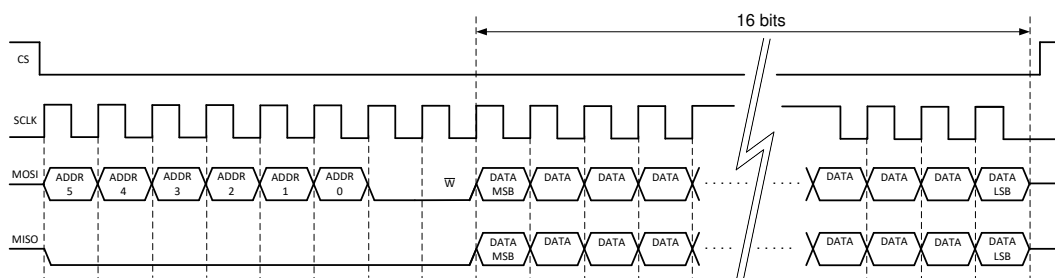 16 bits
CS
SCLK
MOSI ADDR 5 ADDR 4 ADDR 3 ADDR 2 ADDR 1 ADDR 0 W̅ DATA MSB DATA DATA DATA DATA DATA DATA DATA LSB
MISO DATA MSB DATA DATA DATA DATA DATA DATA DATA LSB